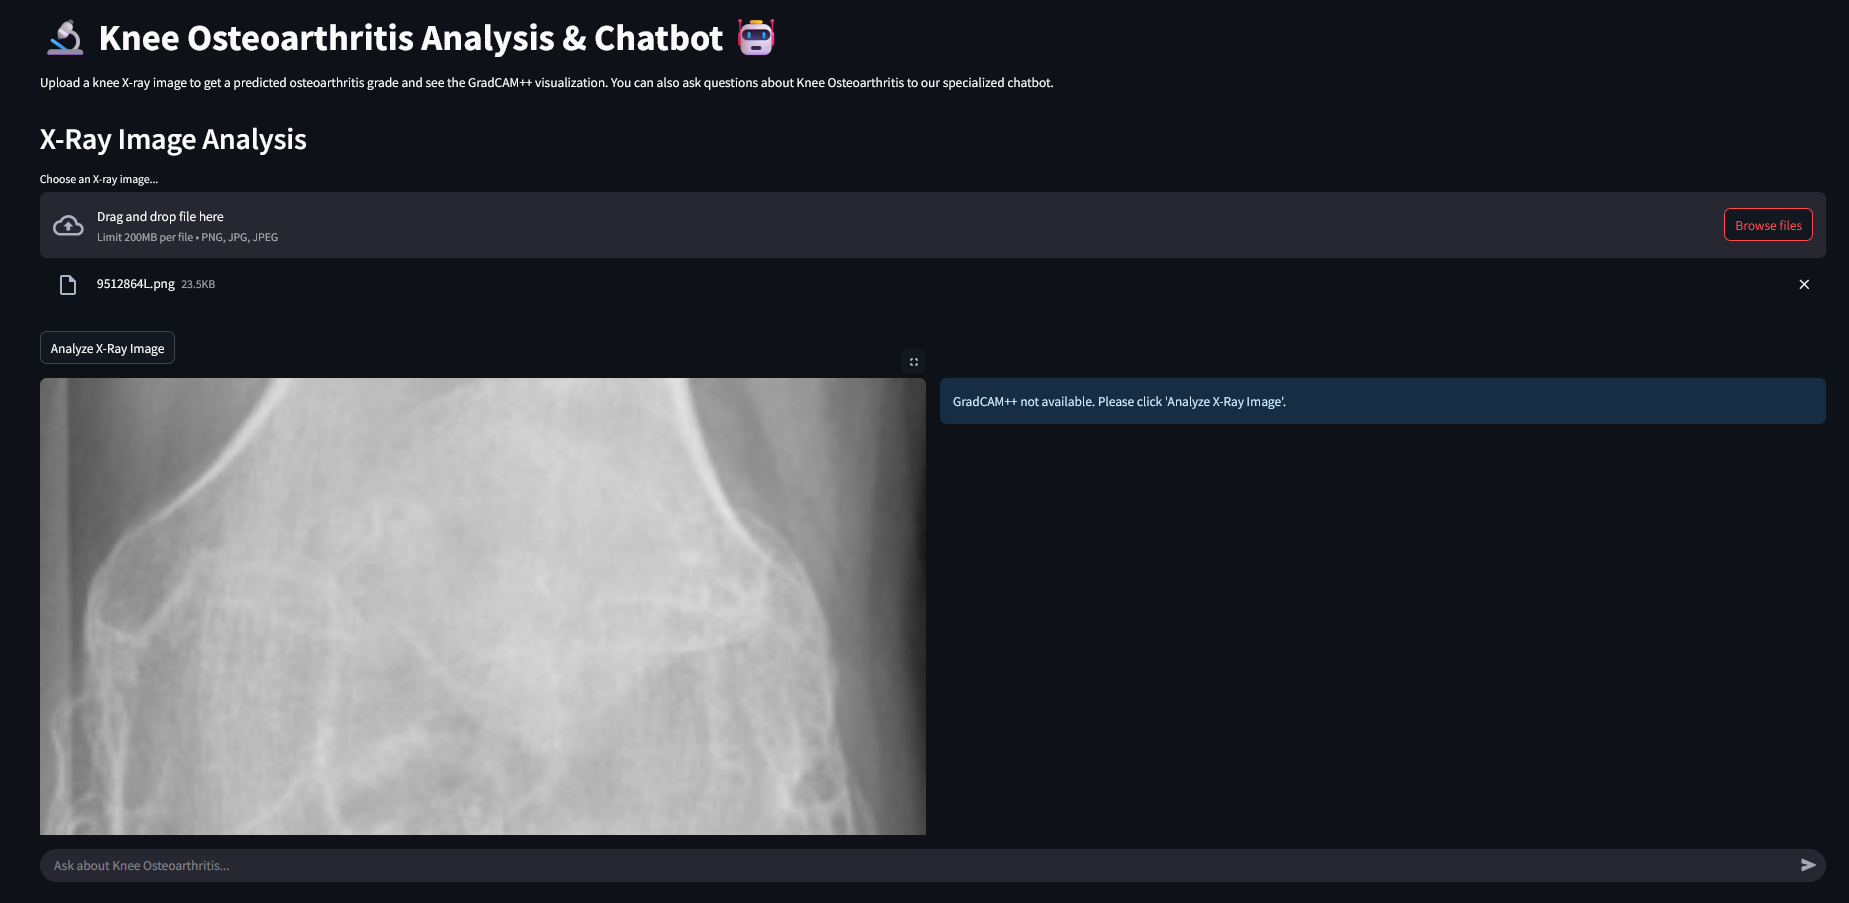 Knee Osteoarthritis Analysis & Chatbot
Upload a knee X-ray image to get a predicted osteoarthritis grade and see the GradCAM++ visualization. You can also ask questions about Knee Osteoarthritis to our specialized chatbot.
X-Ray Image Analysis
Choose an X-ray image...
Drag and drop file here
Limit 200MB per file • PNG, JPG, JPEG
Browse files
9512864L.png 23.5KB
Analyze X-Ray Image
GradCAM++ not available. Please click 'Analyze X-Ray Image'.
Ask about Knee Osteoarthritis...